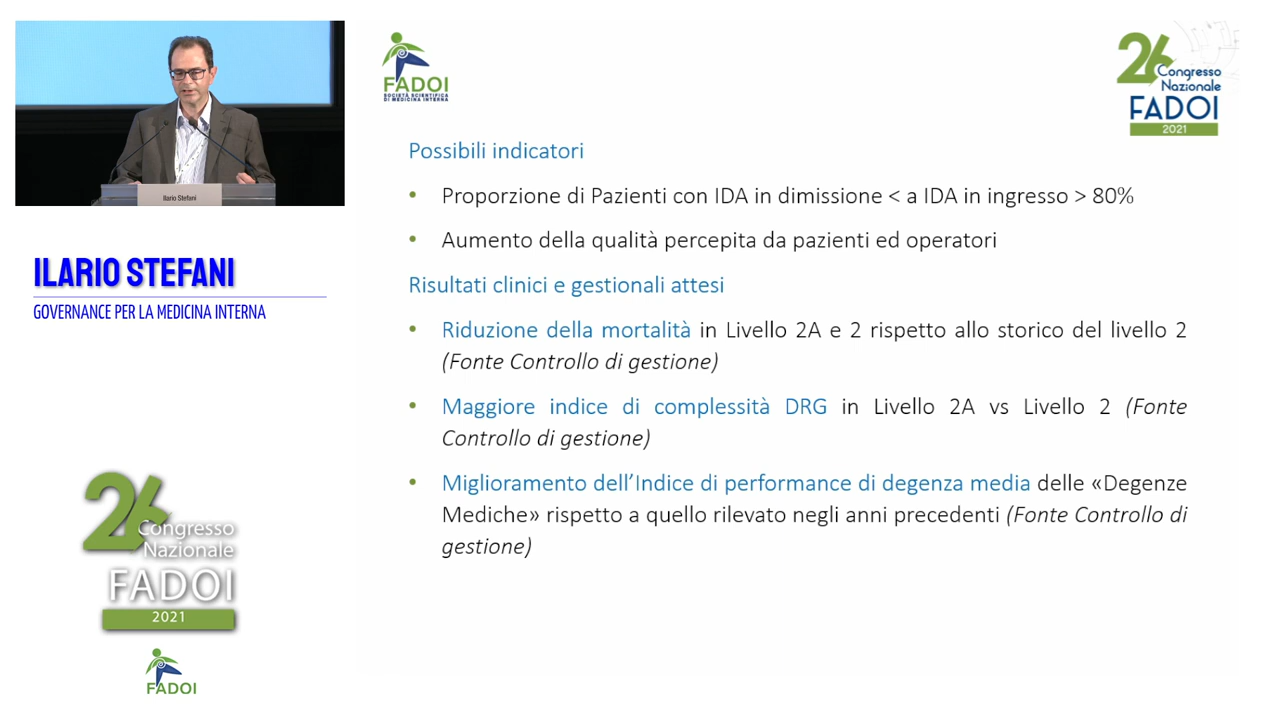 Ilario Stefani
ILARIO STEFANI
GOVERNANCE PER LA MEDICINA INTERNA
26
Congresso
Nazionale
FADOI
2021
FADOI
FADOI
SOCIETÀ SCIENTIFICA
DI MEDICINA INTERNA
26
Congresso
Nazionale
FADOI
2021
Possibili indicatori
• Proporzione di Pazienti con IDA in dimissione < a IDA in ingresso > 80%
• Aumento della qualità percepita da pazienti ed operatori
Risultati clinici e gestionali attesi
• Riduzione della mortalità in Livello 2A e 2 rispetto allo storico del livello 2
(Fonte Controllo di gestione)
• Maggiore indice di complessità DRG in Livello 2A vs Livello 2 (Fonte
Controllo di gestione)
• Miglioramento dell’Indice di performance di degenza media delle «Degenze
Mediche» rispetto a quello rilevato negli anni precedenti (Fonte Controllo di
gestione)